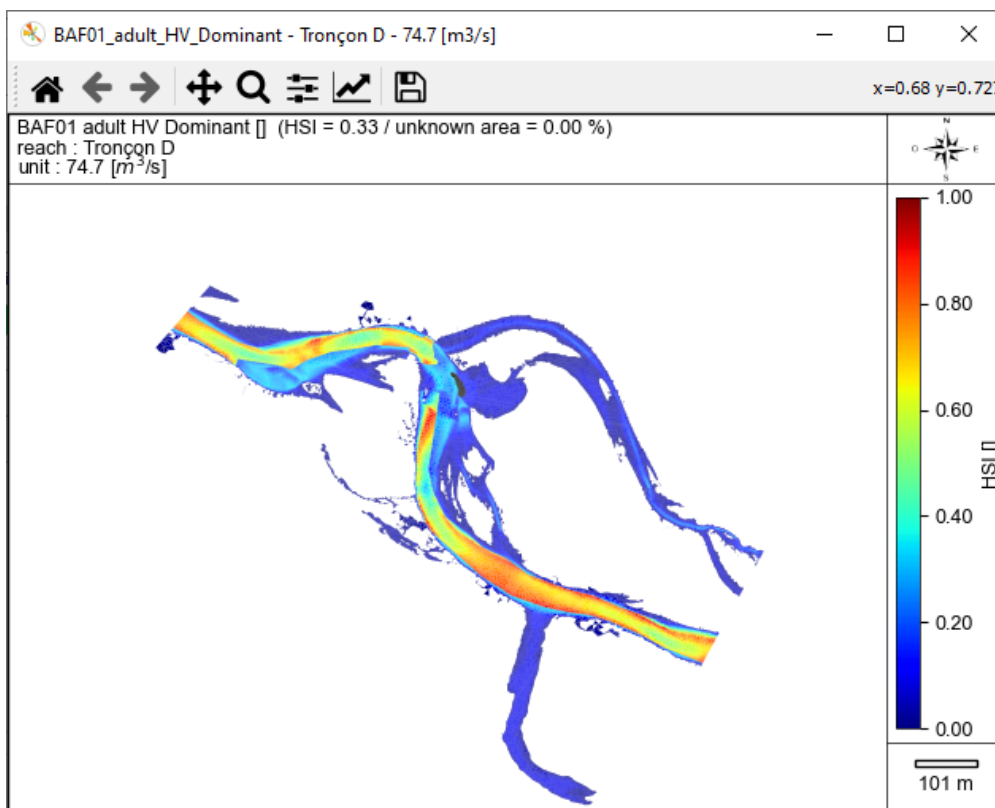 BAF01_adult_HV_Dominant - Tronçon D - 74.7 [m3/s]
x=0.68 y=0.72
BAF01 adult HV Dominant [] (HSI = 0.33 / unknown area = 0.00 %)
reach : Tronçon D
unit : 74.7 [m³/s]
N
O E
S
1.00
0.80
0.60
0.40
0.20
0.00
HSI []
101 m